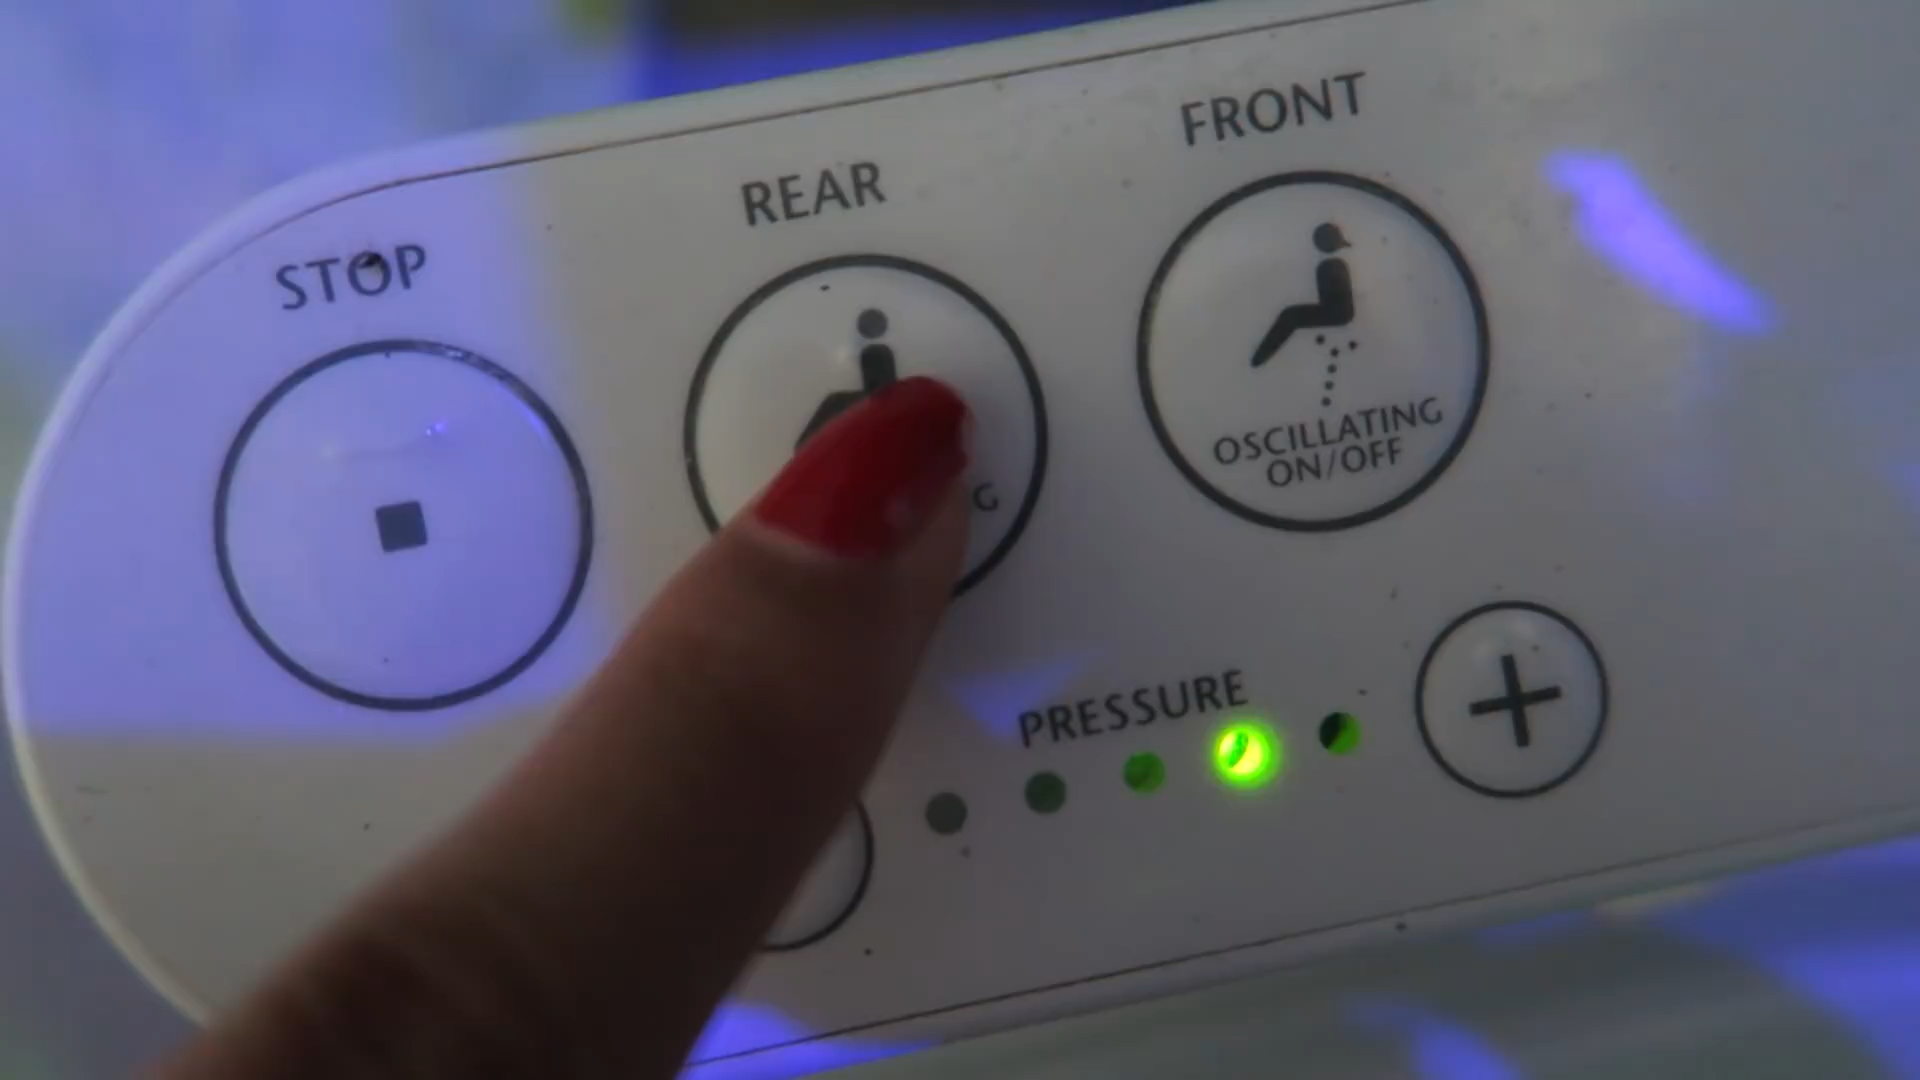 STOP
REAR
FRONT
G
OSCILLATING
ON/OFF
PRESSURE
+